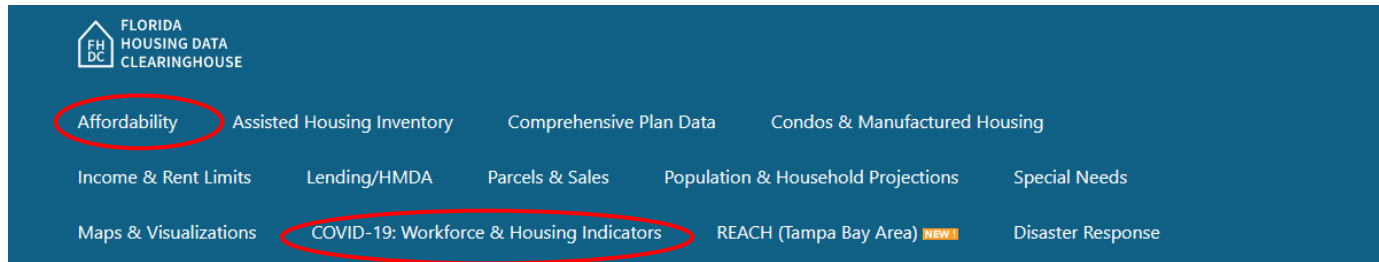 FLORIDA
FH HOUSING DATA
DC CLEARINGHOUSE
Affordability Assisted Housing Inventory Comprehensive Plan Data Condos & Manufactured Housing
Income & Rent Limits Lending/HMDA Parcels & Sales Population & Household Projections Special Needs
Maps & Visualizations COVID-19: Workforce & Housing Indicators REACH (Tampa Bay Area) NEW! Disaster Response